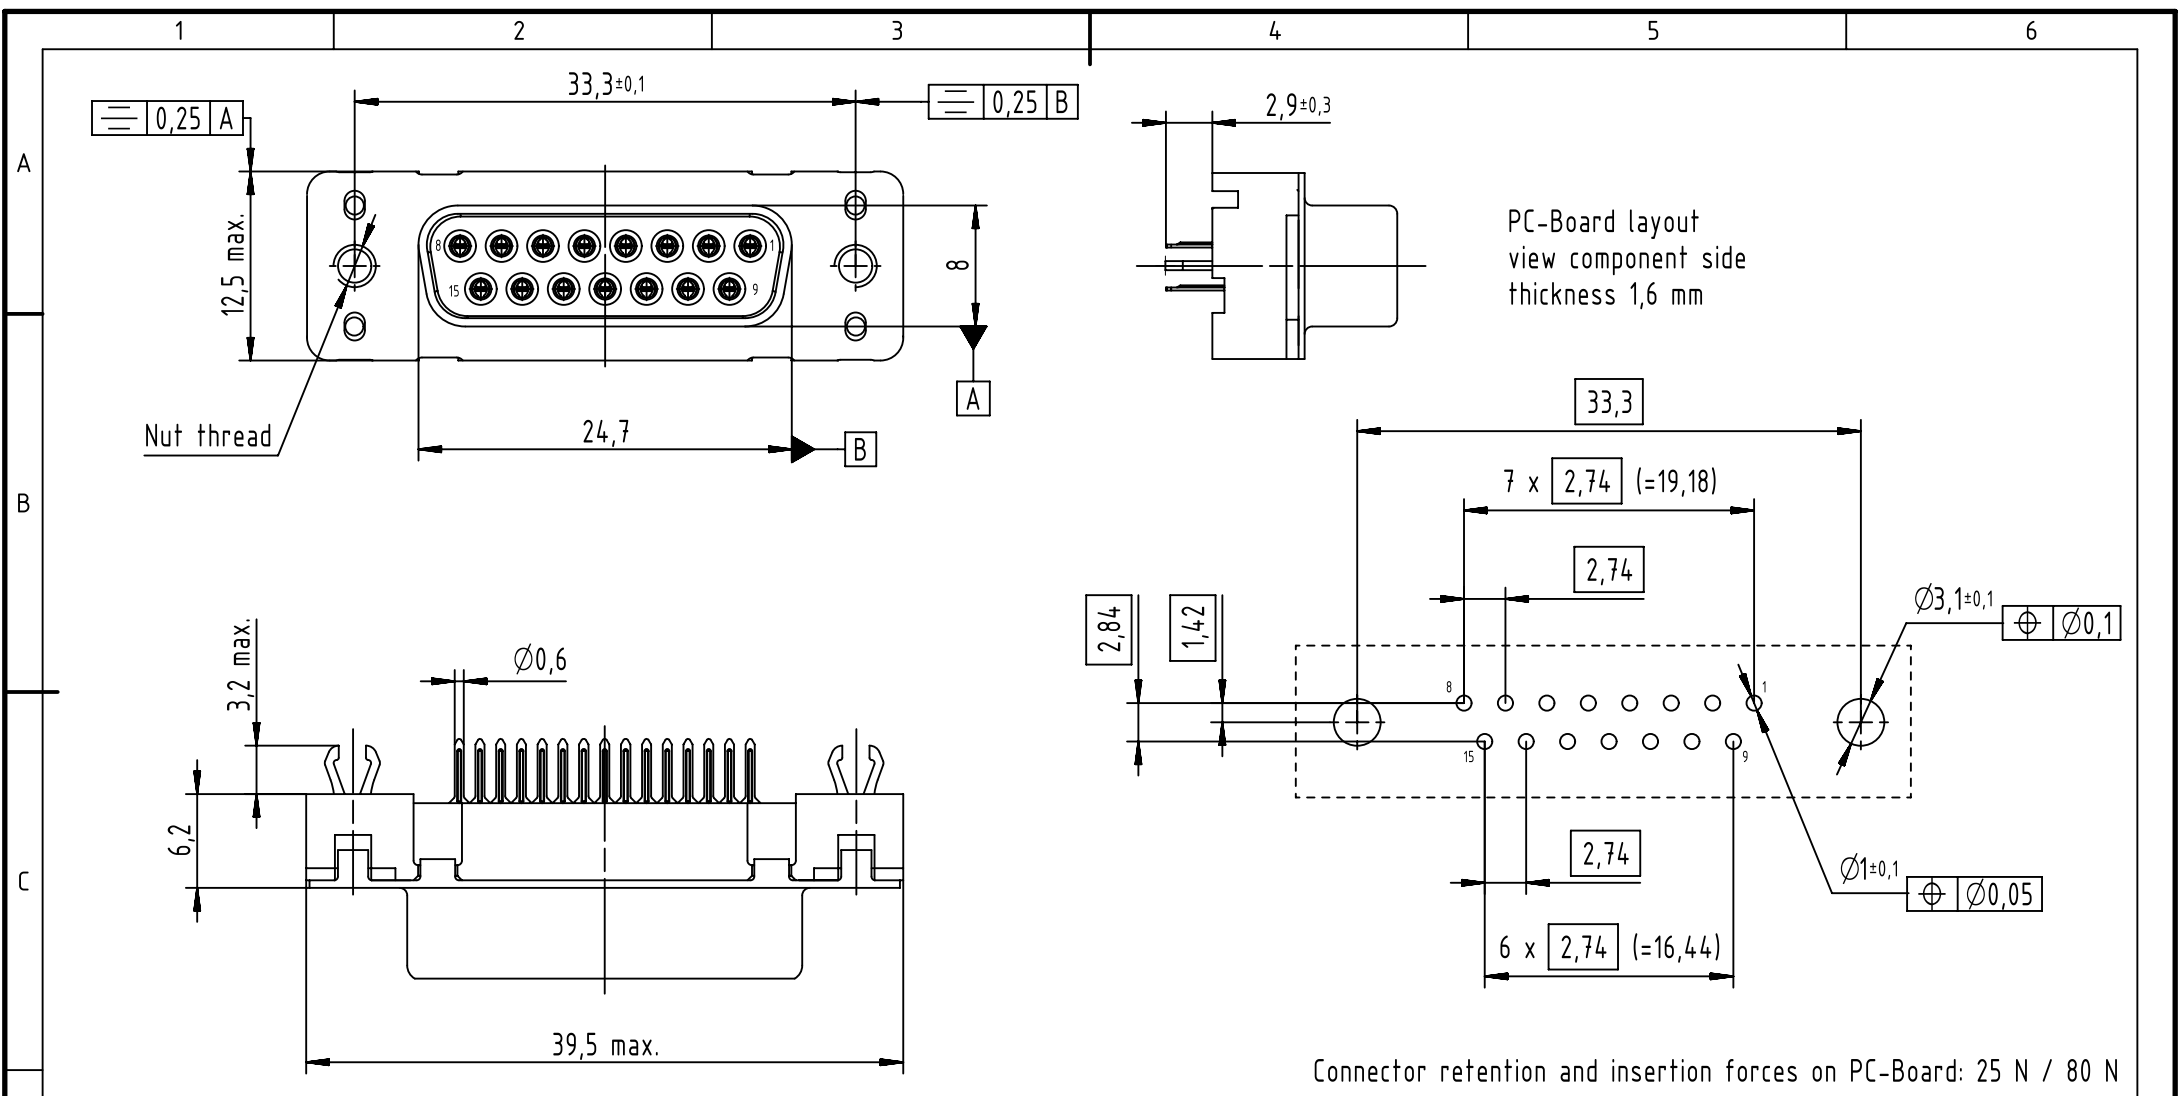 1 2 3 4 5 6
A
B
C
33,3±0,1
0,25 A
0,25 B
12,5 max.
8 1
15 9
8
A
24,7
B
Nut thread
2,9±0,3
PC-Board layout
view component side
thickness 1,6 mm
33,3
7 x 2,74 (=19,18)
2,74
2,84
1,42
Ø3,1±0,1
Ø0,1
8 1
15 9
2,74
Ø1±0,1
Ø0,05
6 x 2,74 (=16,44)
3,2 max.
Ø0,6
6,2
39,5 max.
Connector retention and insertion forces on PC-Board: 25 N / 80 N